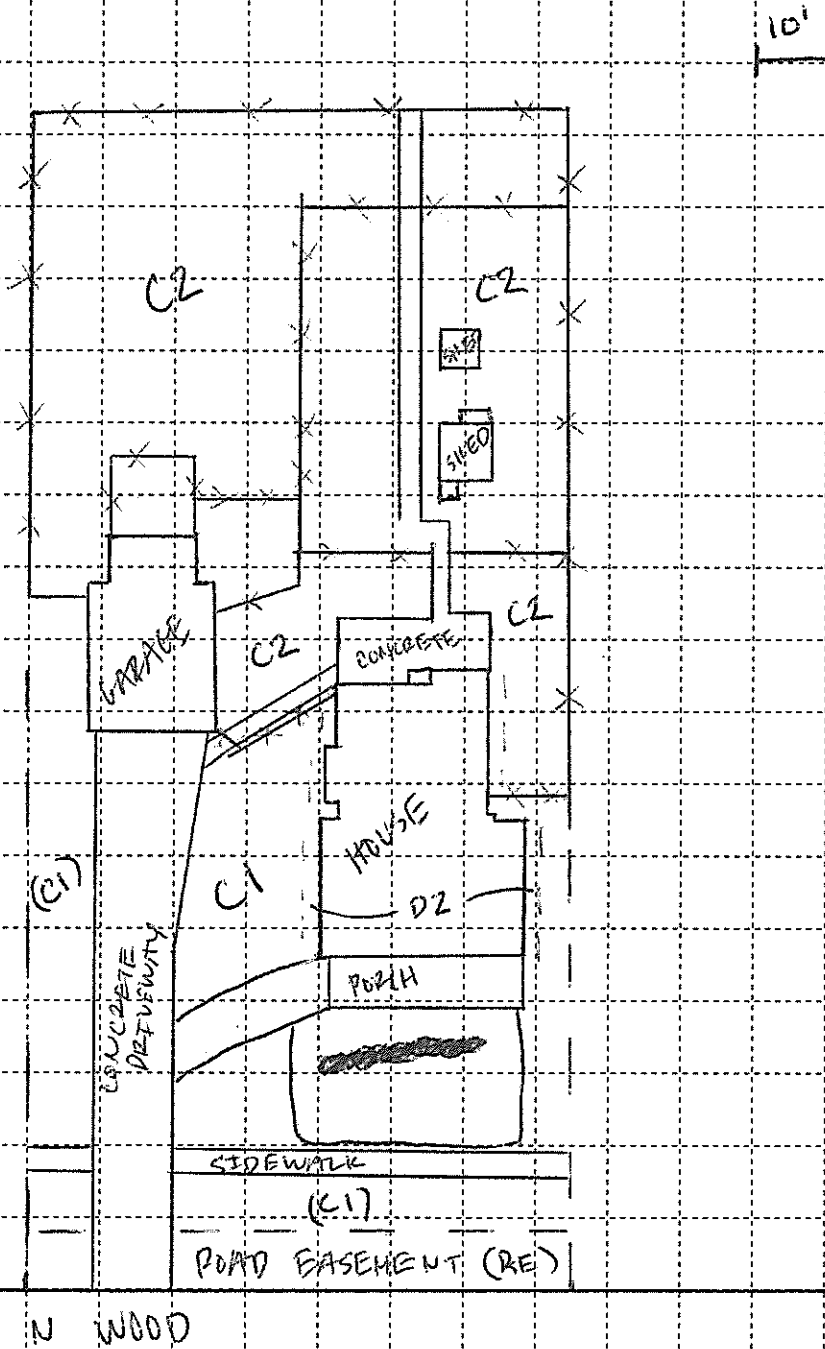 10'
C2
C2
SHED
SHED
C2
GARAGE
C2
CONCRETE
HOUSE
(C1)
C1
D2
CONCRETE
DRIVEWAY
PORCH
SIDEWALK
(C1)
ROAD EASEMENT (RE)
N WOOD